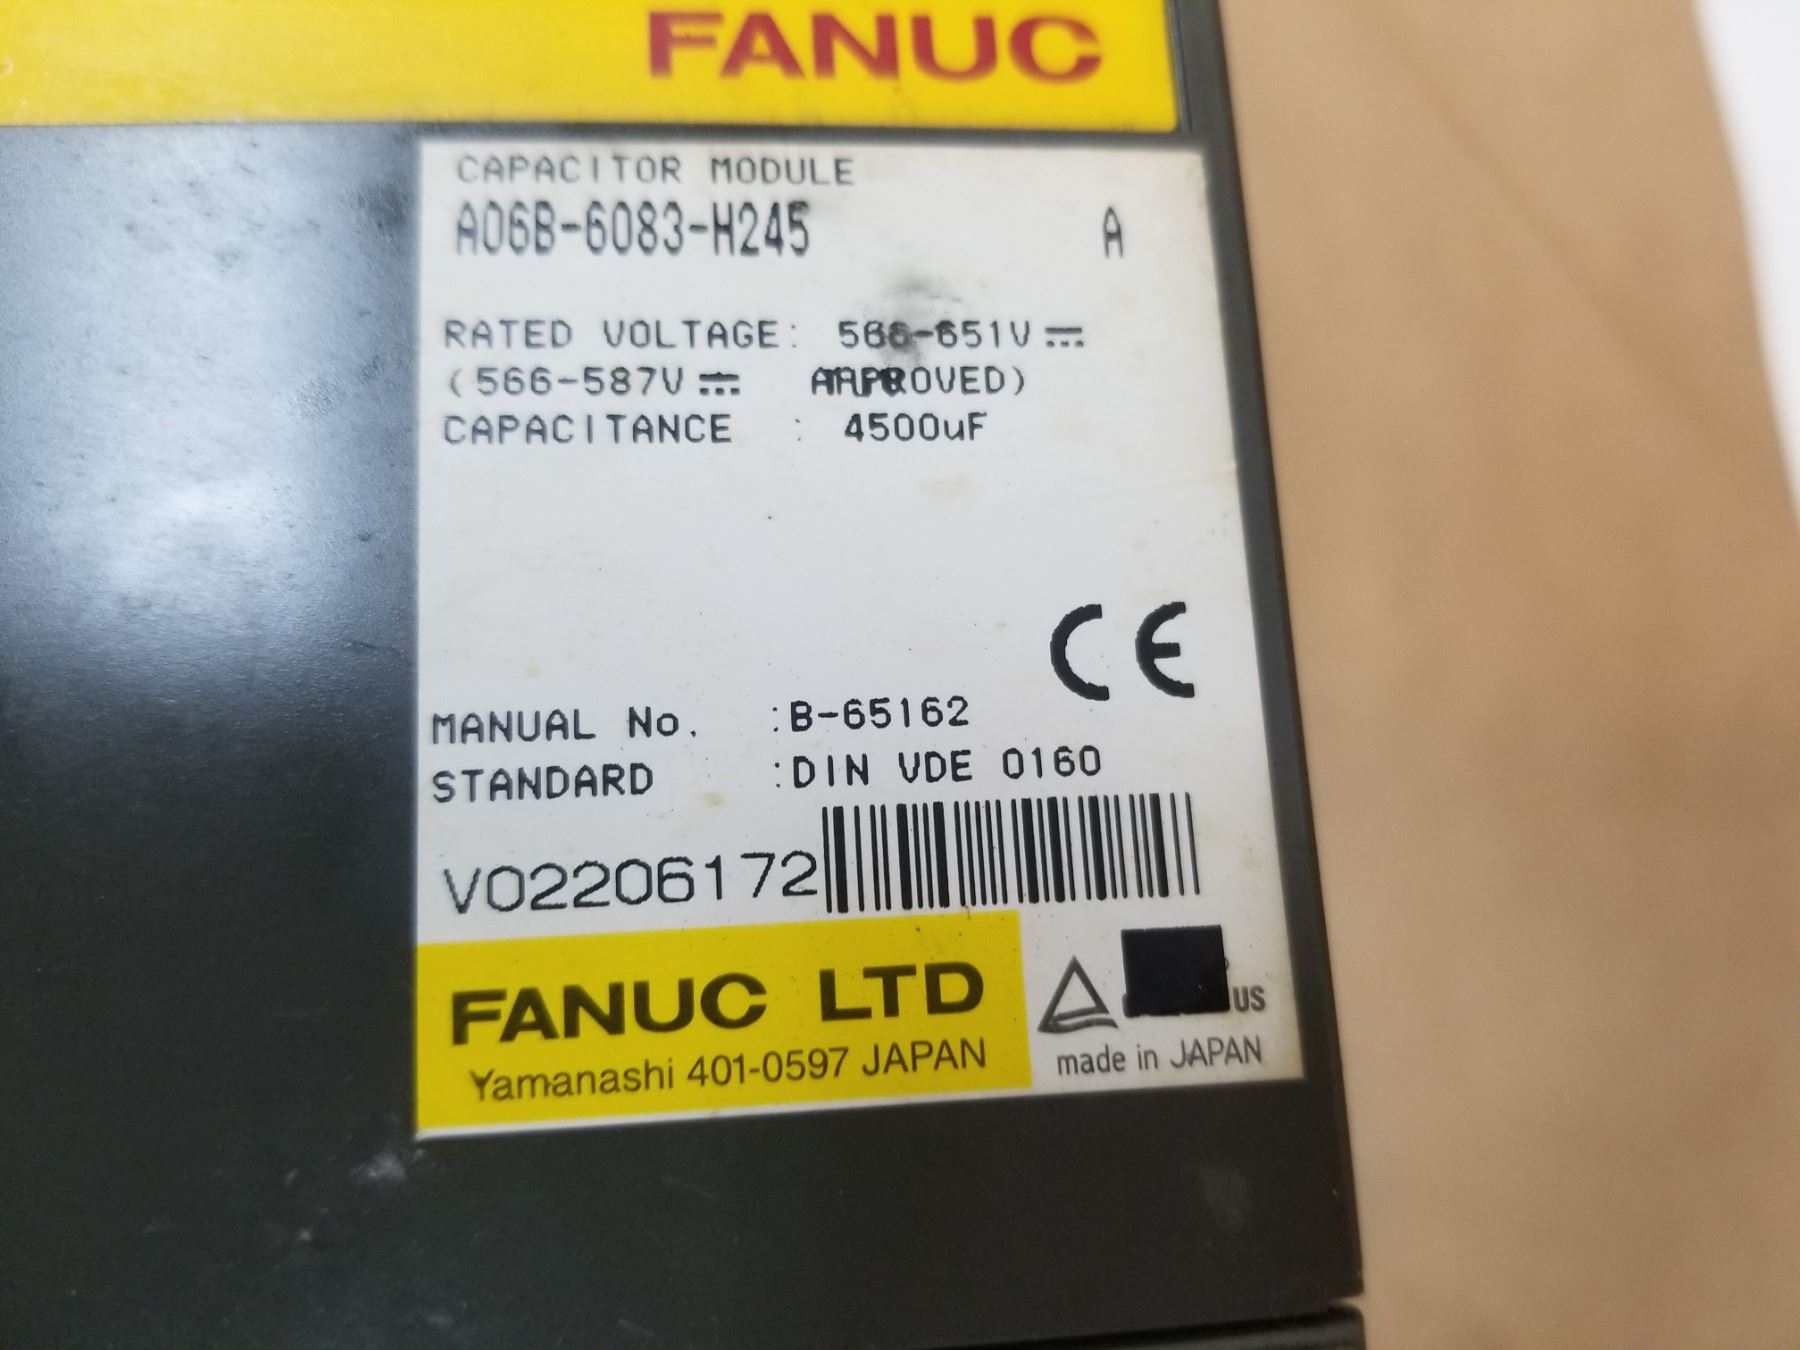 FANUC
CAPACITOR MODULE
A06B-6083-H245 A
RATED VOLTAGE: 566-651V
(566-587V APPROVED)
CAPACITANCE : 4500uF
CE
MANUAL No. :B-65162
STANDARD :DIN VDE 0160
V02206172
FANUC LTD
Yamanashi 401-0597 JAPAN
US
made in JAPAN